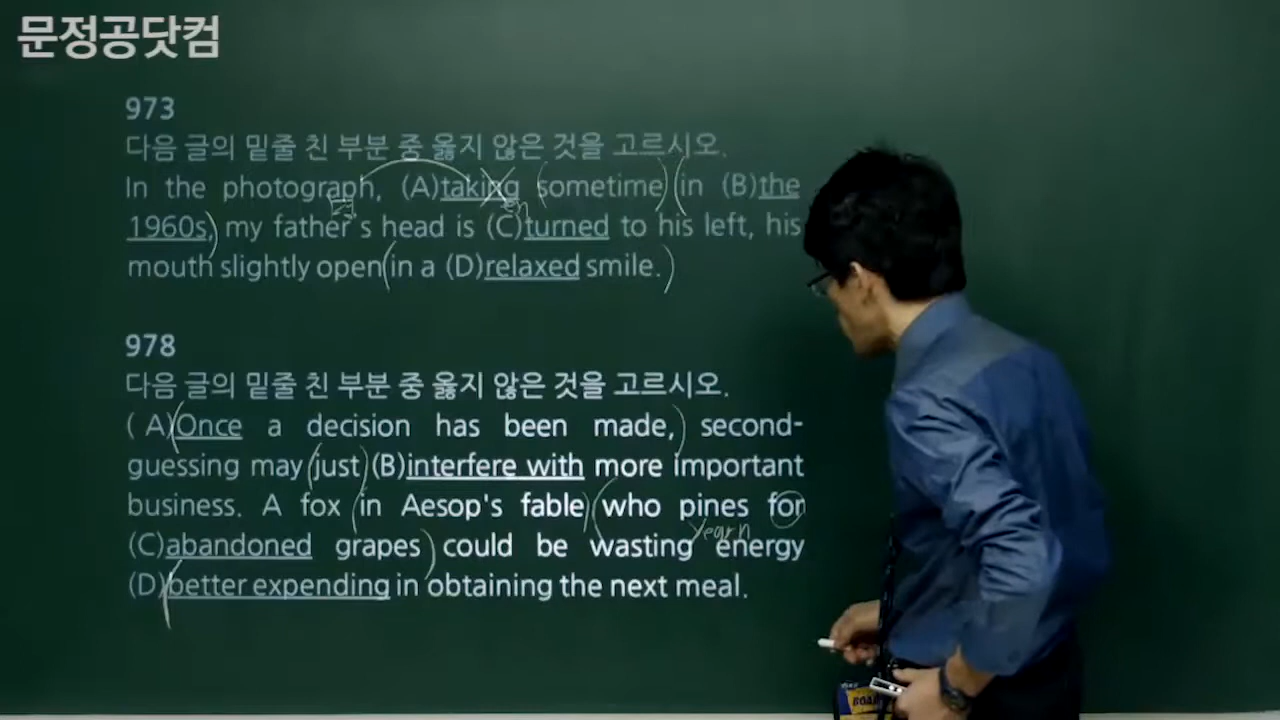 문정공닷컴
973
다음 글의 밑줄 친 부분 중 옳지 않은 것을 고르시오.
In the photograph, (A)taking sometime in (B)the
en
1960s, my father's head is (C)turned to his left, his
mouth slightly open in a (D)relaxed smile.
978
다음 글의 밑줄 친 부분 중 옳지 않은 것을 고르시오.
( A)Once a decision has been made, second-
guessing may just (B)interfere with more important
business. A fox in Aesop's fable who pines for
yearn
(C)abandoned grapes could be wasting energy
(D)better expending in obtaining the next meal.